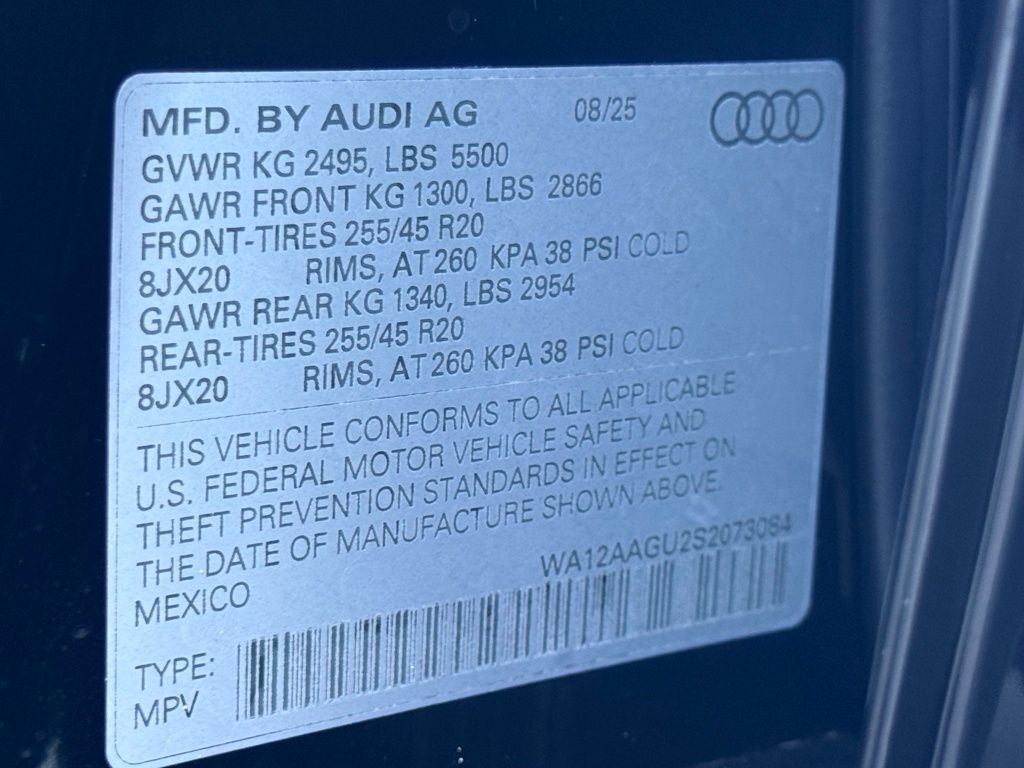 MFD. BY AUDI AG 08/25
GVWR KG 2495, LBS 5500
GAWR FRONT KG 1300, LBS 2866
FRONT-TIRES 255/45 R20
8JX20 RIMS, AT 260 KPA 38 PSI COLD
GAWR REAR KG 1340, LBS 2954
REAR-TIRES 255/45 R20
8JX20 RIMS, AT 260 KPA 38 PSI COLD
THIS VEHICLE CONFORMS TO ALL APPLICABLE
U.S. FEDERAL MOTOR VEHICLE SAFETY AND
THEFT PREVENTION STANDARDS IN EFFECT ON
THE DATE OF MANUFACTURE SHOWN ABOVE.
WA12AAGU2S2073084
MEXICO
TYPE:
MPV